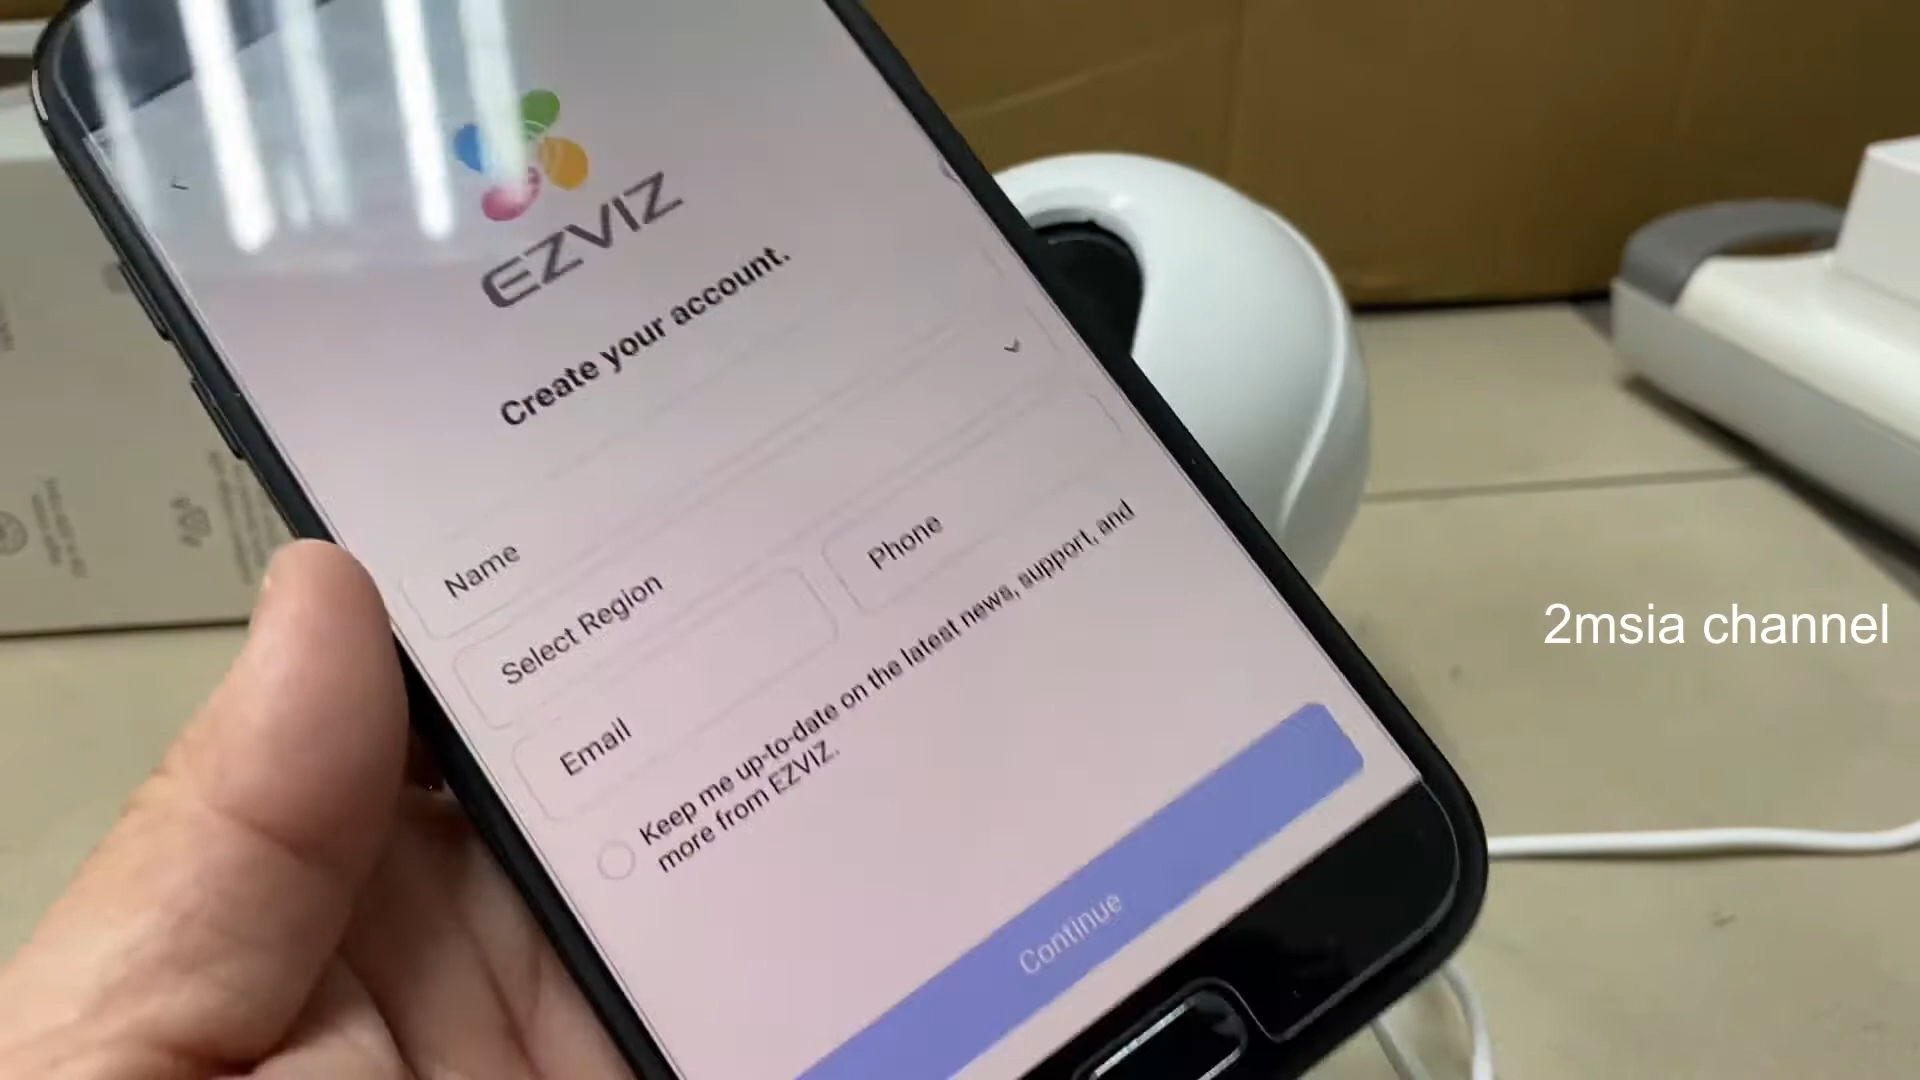 EZVIZ
Create your account.
Name
Select Region
Email
Phone
Keep me up-to-date on the latest news, support, and
more from EZVIZ.
Continue
2msia channel